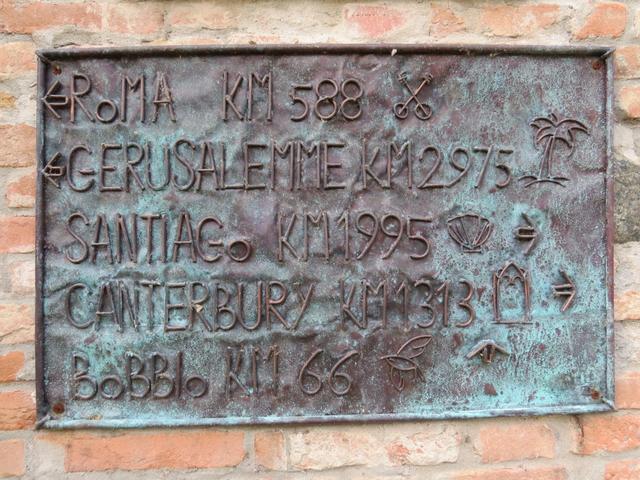 ← ROMA KM 588
← GERUSALEMME KM 2975
SANTIAGO KM 1995 →
CANTERBURY KM 1313 →
BOBBIO KM 66 ↑